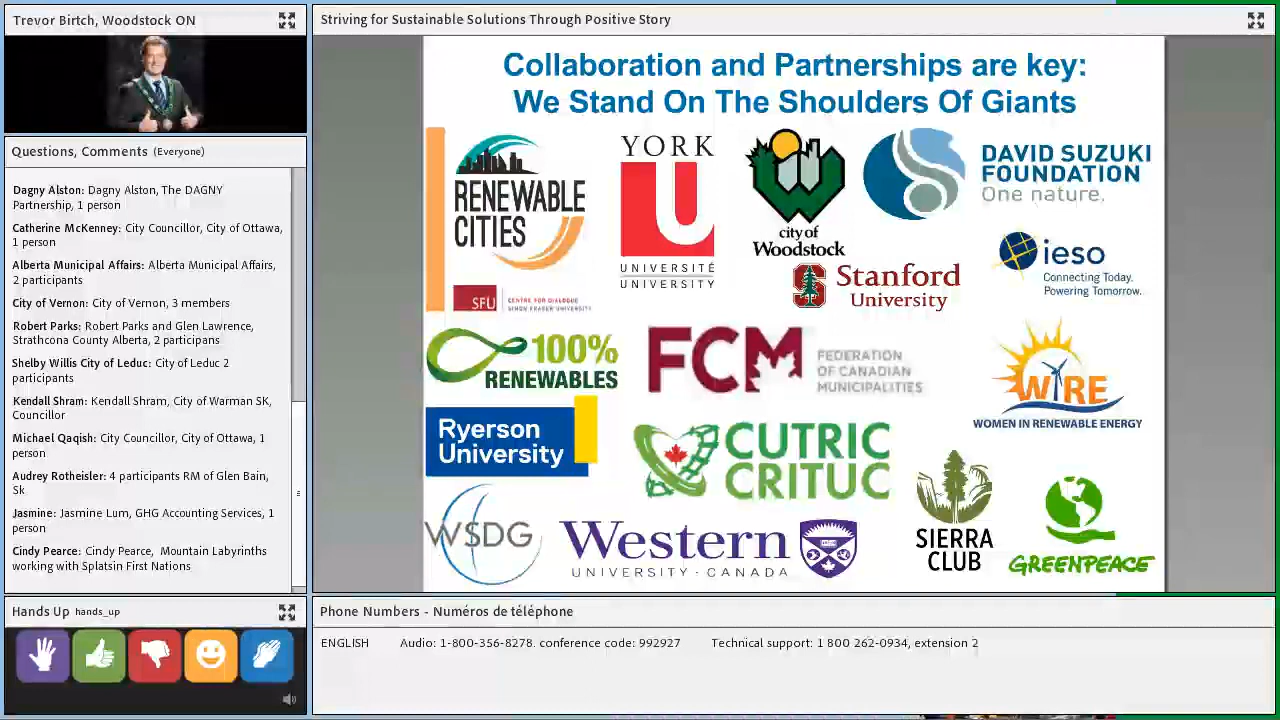 Trevor Birtch, Woodstock ON
Questions, Comments (Everyone)
Dagny Alston: Dagny Alston, The DAGNY
Partnership, 1 person
Catherine McKenney: City Councillor, City of Ottawa,
1 person
Alberta Municipal Affairs: Alberta Municipal Affairs,
2 participants
City of Vernon: City of Vernon, 3 members
Robert Parks: Robert Parks and Glen Lawrence,
Strathcona County Alberta, 2 participans
Shelby Willis City of Leduc: City of Leduc 2
participants
Kendall Shram: Kendall Shram, City of Warman SK,
Councillor
Michael Qaqish: City Councillor, City of Ottawa, 1
person
Audrey Rotheisler: 4 participants RM of Glen Bain,
Sk
Jasmine: Jasmine Lum, GHG Accounting Services, 1
person
Cindy Pearce: Cindy Pearce, Mountain Labyrinths
working with Splatsin First Nations
Hands Up hands_up
Striving for Sustainable Solutions Through Positive Story
Collaboration and Partnerships are key:
We Stand On The Shoulders Of Giants
RENEWABLE
CITIES
SFU CENTRE FOR DIALOGUE
SIMON FRASER UNIVERSITY
YORK
U
UNIVERSITÉ
UNIVERSITY
city of
Woodstock
DAVID SUZUKI
FOUNDATION
One nature.
Stanford
University
ieso
Connecting Today.
Powering Tomorrow.
100%
RENEWABLES
FCM
FEDERATION
OF CANADIAN
MUNICIPALITIES
WiRE
WOMEN IN RENEWABLE ENERGY
Ryerson
University
CUTRIC
CRITUC
WSDG
Western
UNIVERSITY · CANADA
SIERRA
CLUB
GREENPEACE
Phone Numbers - Numéros de téléphone
ENGLISH Audio: 1-800-356-8278. conference code: 992927 Technical support: 1 800 262-0934, extension 2